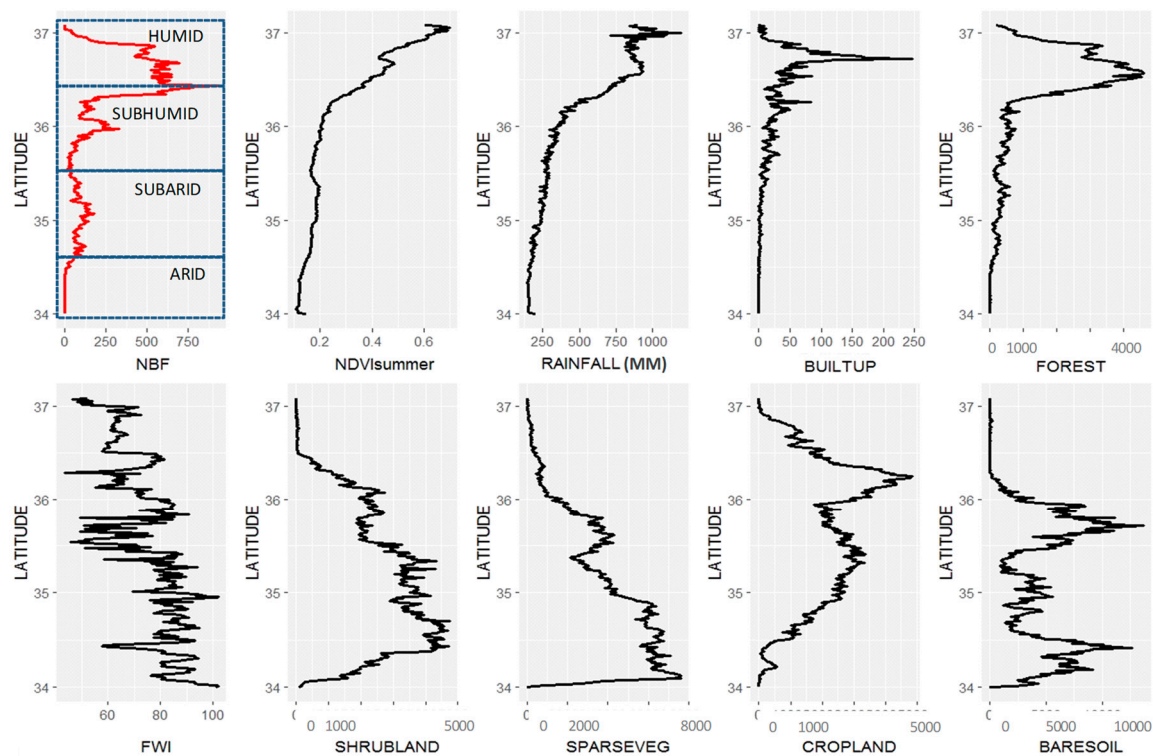 HUMID
SUBHUMID
SUBARID
ARID
LATITUDE
37
36
35
34
0 250 500 750
NBF
LATITUDE
37
36
35
34
0.2 0.4 0.6
NDVIsummer
LATITUDE
37
36
35
34
250 500 750 1000
RAINFALL (MM)
LATITUDE
37
36
35
34
0 50 100 150 200 250
BUILTUP
LATITUDE
37
36
35
34
0 1000 4000
FOREST
LATITUDE
37
36
35
34
60 80 100
FWI
LATITUDE
37
36
35
34
0 1000 5000
SHRUBLAND
LATITUDE
37
36
35
34
0 2000 8000
SPARSEVEG
LATITUDE
37
36
35
34
0 1000 5000
CROPLAND
LATITUDE
37
36
35
34
0 5000 10000
BARESOIL